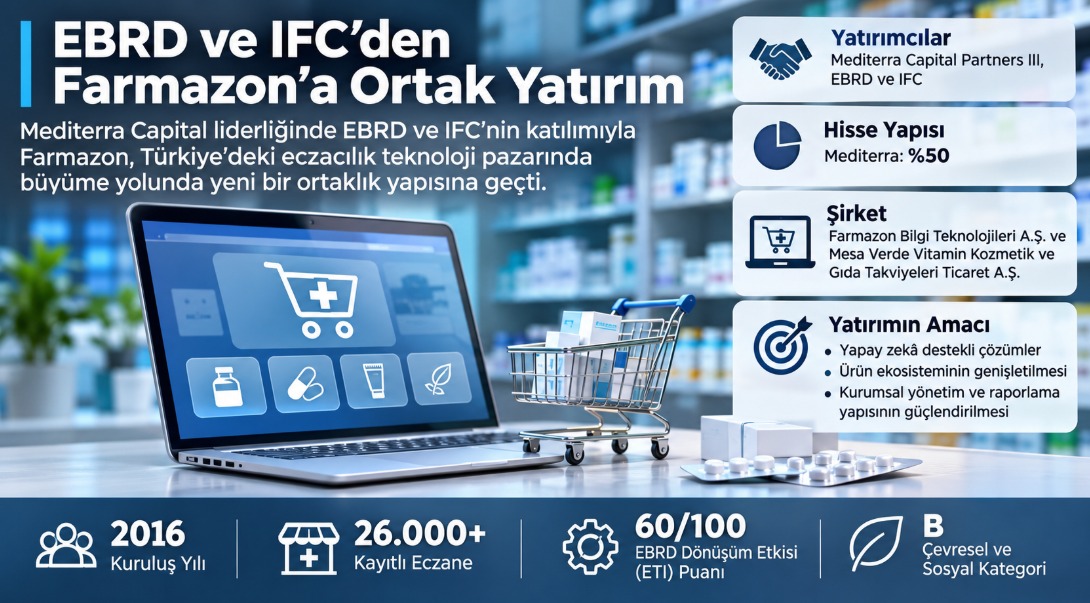 EBRD ve IFC'den
Farmazon'a Ortak Yatırım
Mediterra Capital liderliğinde EBRD ve IFC'nin katılımıyla
Farmazon, Türkiye'deki eczacılık teknoloji pazarında
büyüme yolunda yeni bir ortaklık yapısına geçti.
Yatırımcılar
Mediterra Capital Partners III,
EBRD ve IFC
Hisse Yapısı
Mediterra: %50
Şirket
Farmazon Bilgi Teknolojileri A.Ş. ve
Mesa Verde Vitamin Kozmetik ve
Gıda Takviyeleri Ticaret A.Ş.
Yatırımın Amacı
• Yapay zekâ destekli çözümler
• Ürün ekosisteminin genişletilmesi
• Kurumsal yönetim ve raporlama
yapısının güçlendirilmesi
2016
Kuruluş Yılı
26.000+
Kayıtlı Eczane
60/100
EBRD Dönüşüm Etkisi
(ETI) Puanı
B
Çevresel ve
Sosyal Kategori